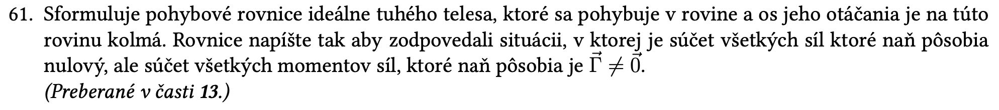 61. Sformuluje pohybové rovnice ideálne tuhého telesa, ktoré sa pohybuje v rovine a os jeho otáčania je na túto
rovinu kolmá. Rovnice napíšte tak aby zodpovedali situácii, v ktorej je súčet všetkých síl ktoré naň pôsobia
nulový, ale súčet všetkých momentov síl, ktoré naň pôsobia je $\vec{\Gamma} \neq \vec{0}$.
(Preberané v časti 13.)